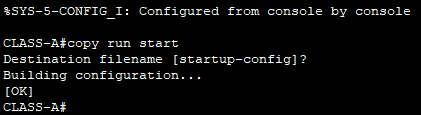 %SYS-5-CONFIG_I: Configured from console by console
CLASS-A#copy run start
Destination filename [startup-config]?
Building configuration...
[OK]
CLASS-A#